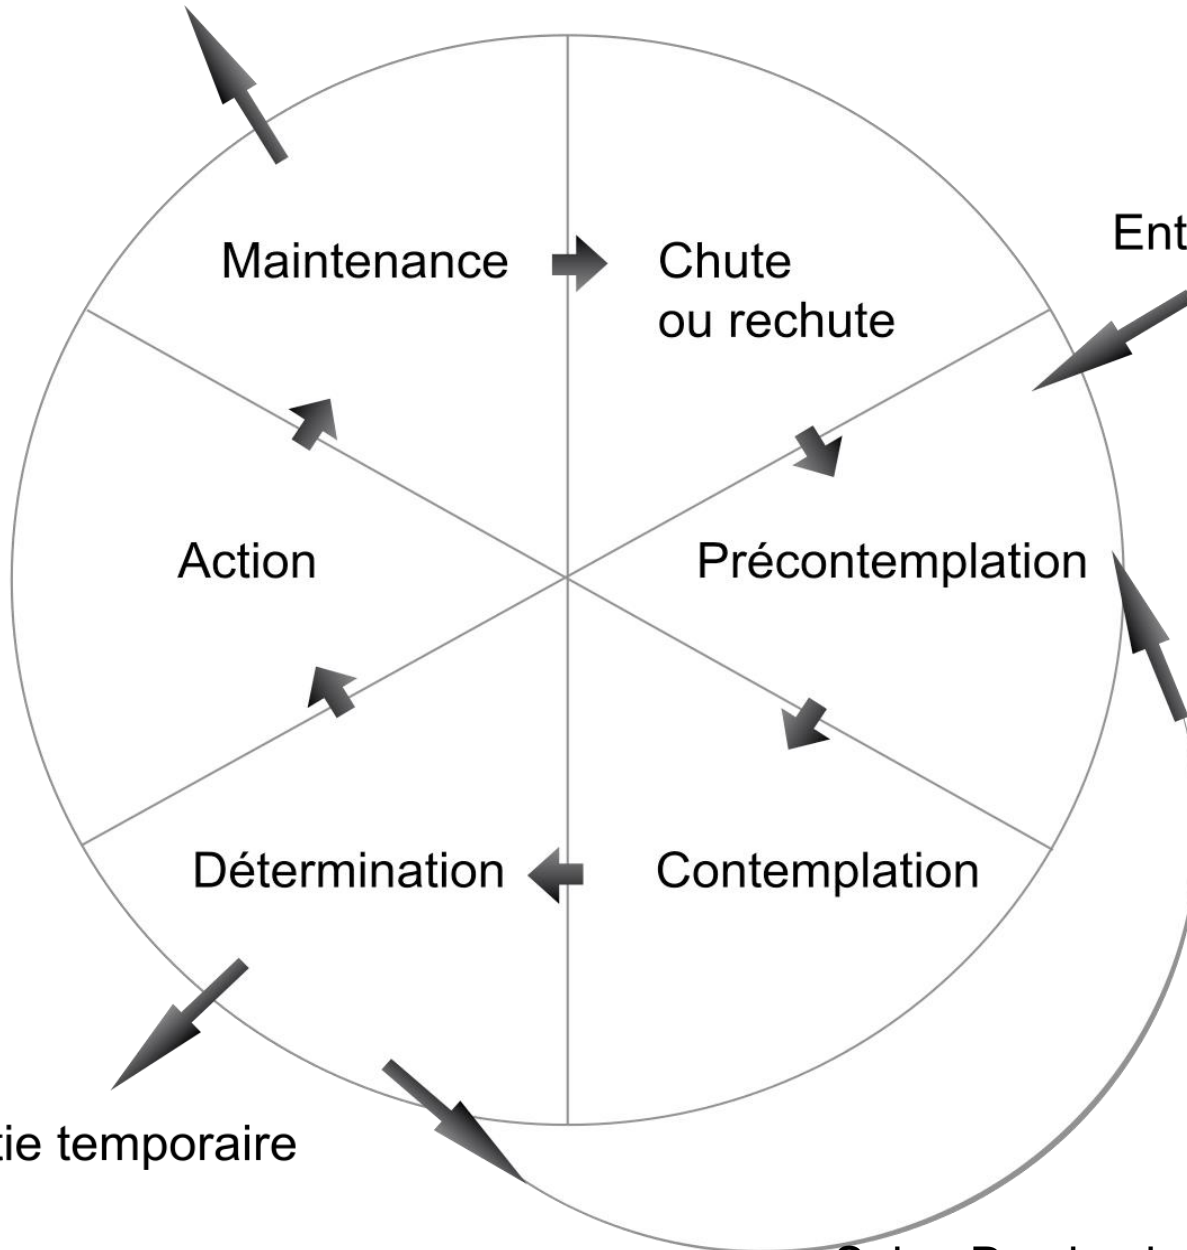 Maintenance
Chute
ou rechute
Ent
Action
Précontemplation
Détermination
Contemplation
tie temporaire